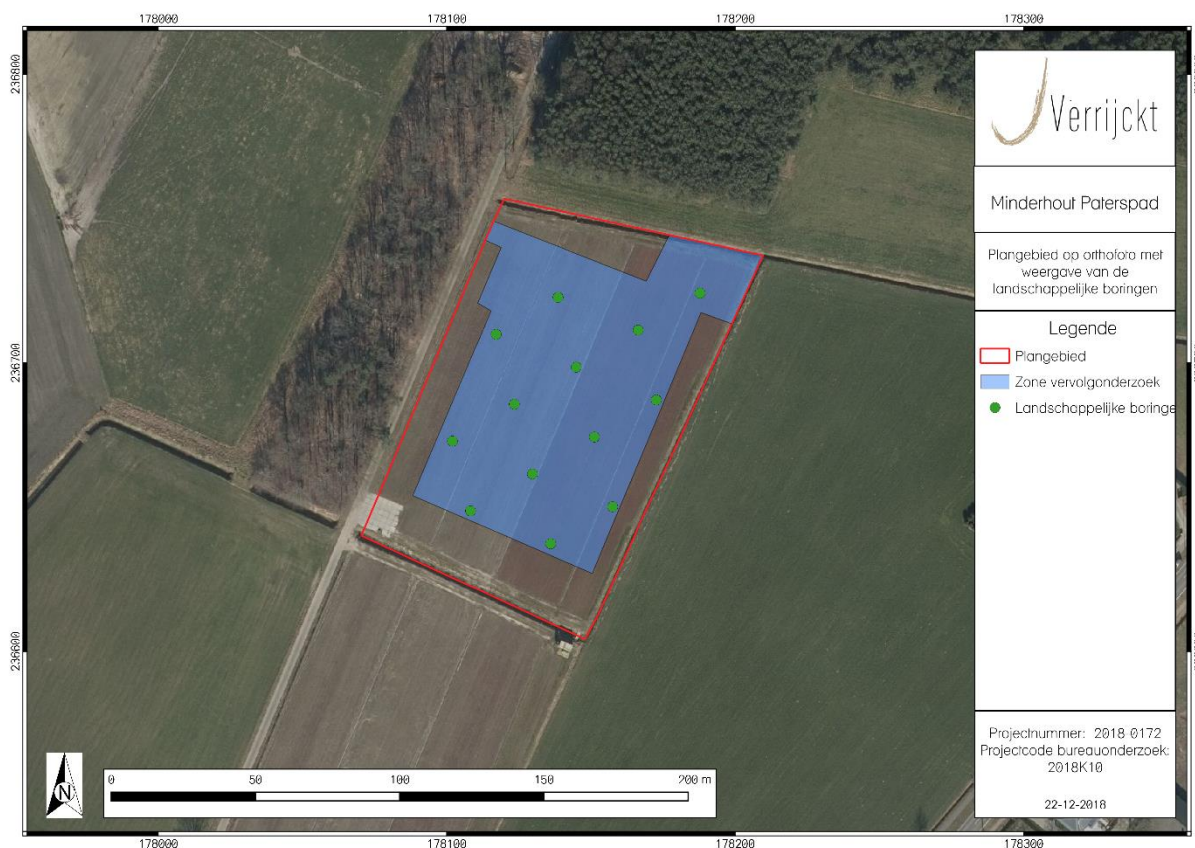 178000 178100 178200 178300
236800
236700
236600
Verrijckt
Minderhout Paterspad
Plangebied op orthofoto met
weergave van de
landschappelijke boringen
Legende
Plangebied
Zone vervolgonderzoek
Landschappelijke boringe
Projectnummer: 2018 0172
Projectcode bureauonderzoek:
2018K10
22-12-2018
N
0 50 100 150 200 m
178000 178100 178200 178300